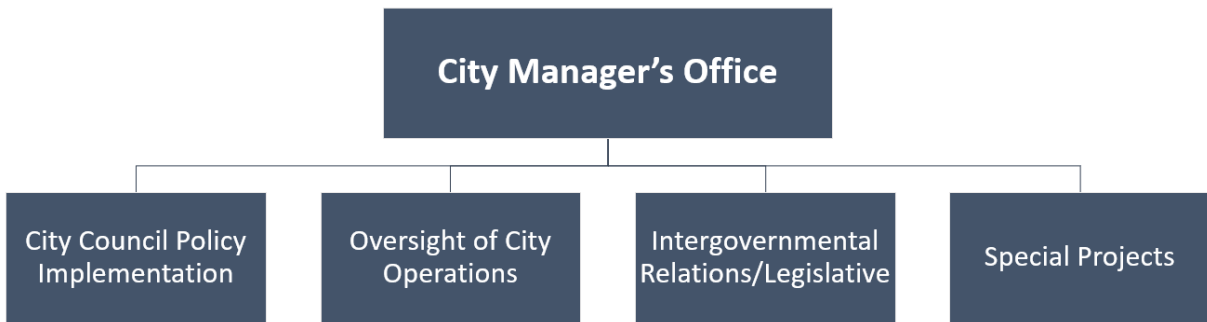 City Manager’s Office
City Council Policy
Implementation
Oversight of City
Operations
Intergovernmental
Relations/Legislative
Special Projects